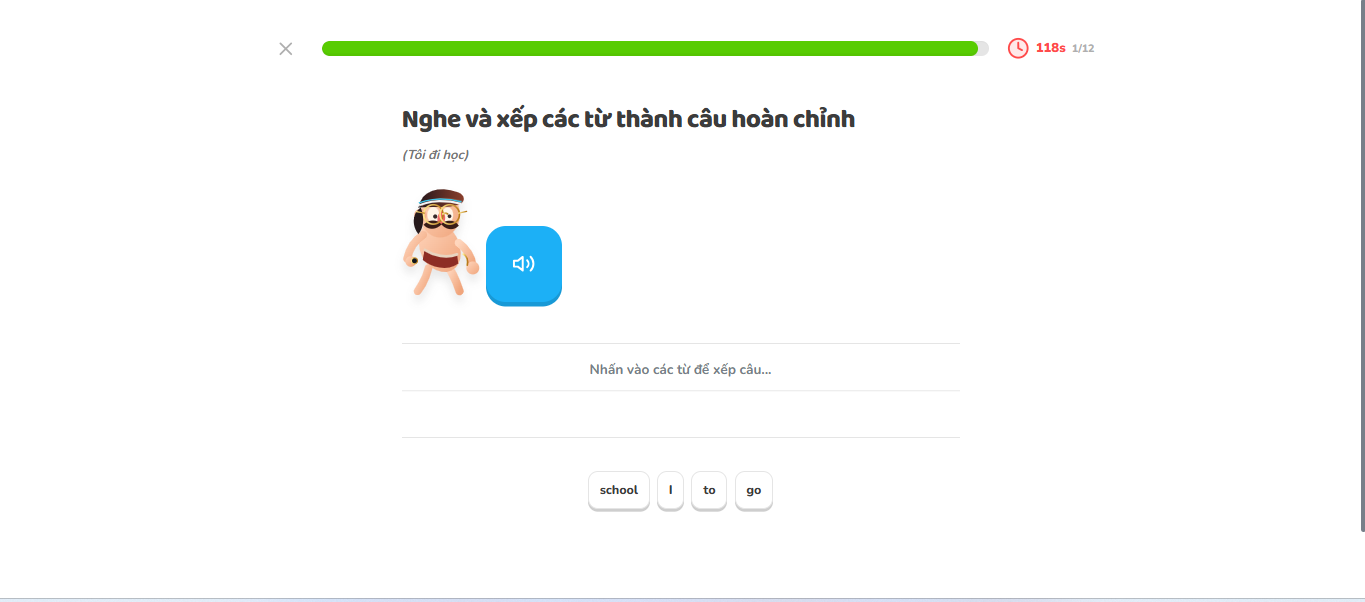 118s 1/12
Nghe và xếp các từ thành câu hoàn chỉnh
(Tôi đi học)
Nhấn vào các từ để xếp câu...
school I to go